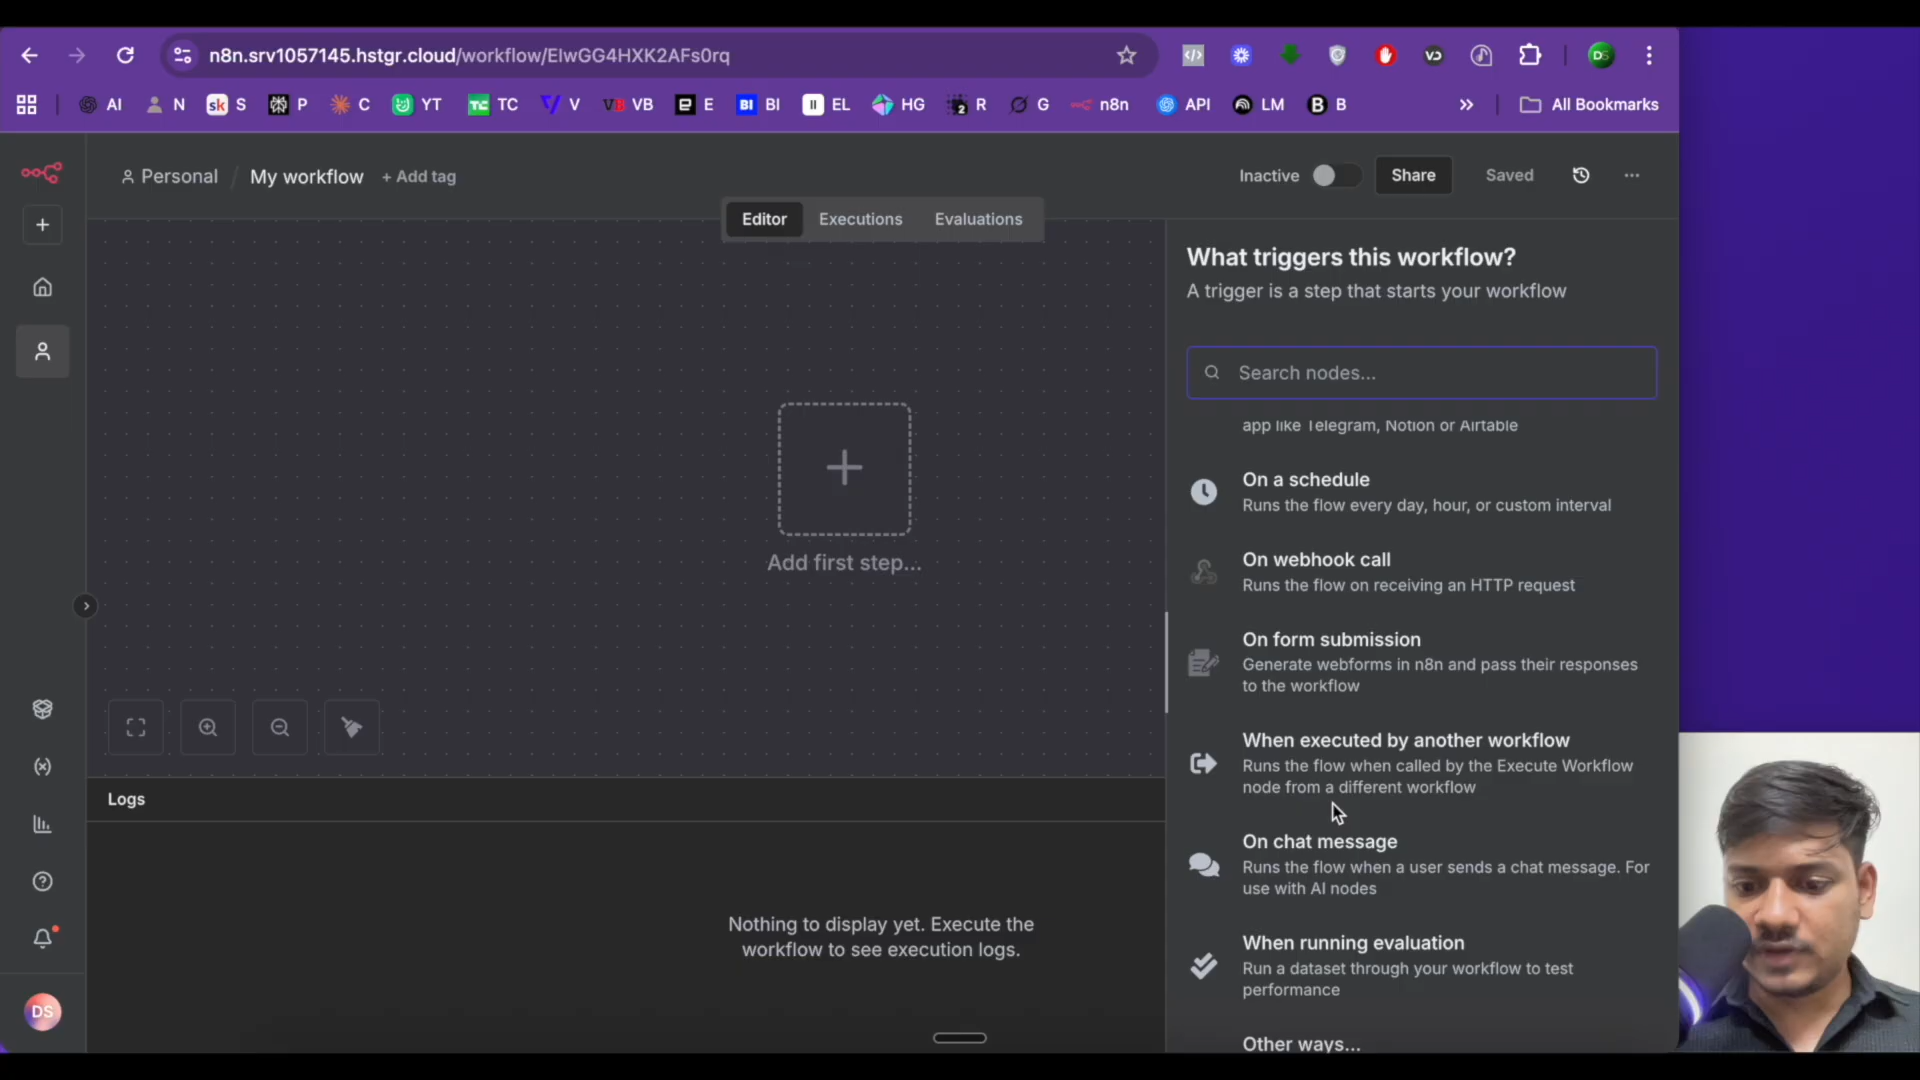 n8n.srv1057145.hstgr.cloud/workflow/ElwGG4HXK2AFs0rq
DS
AI N sk S P C YT TC TC V VB VB E BI BI EL HG 2 R G n8n API LM B B All Bookmarks
Personal / My workflow + Add tag
Inactive Share Saved
Editor Executions Evaluations
What triggers this workflow?
A trigger is a step that starts your workflow
Search nodes...
app like Telegram, Notion or Airtable
On a schedule
Runs the flow every day, hour, or custom interval
On webhook call
Runs the flow on receiving an HTTP request
On form submission
Generate webforms in n8n and pass their responses
to the workflow
When executed by another workflow
Runs the flow when called by the Execute Workflow
node from a different workflow
On chat message
Runs the flow when a user sends a chat message. For
use with AI nodes
When running evaluation
Run a dataset through your workflow to test
performance
Other ways...
Add first step...
Logs
Nothing to display yet. Execute the
workflow to see execution logs.
DS